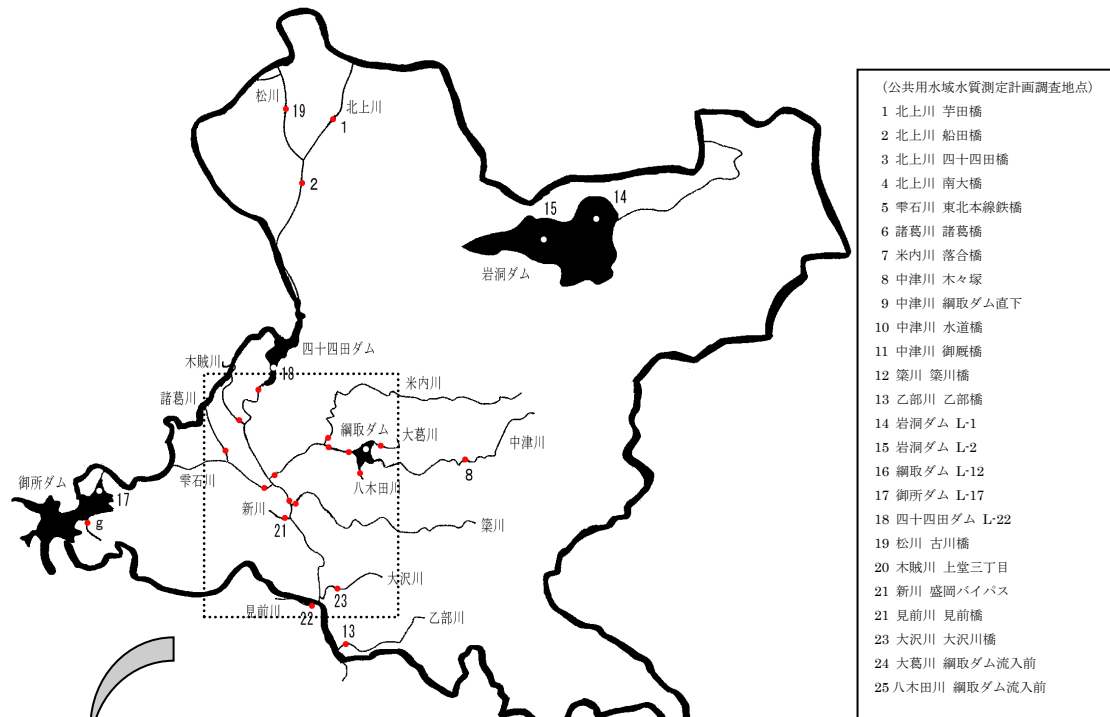 松川
19
北上川
1
2
14
15
岩洞ダム
四十四田ダム
木賊川
18
諸葛川
米内川
綱取ダム
大葛川
中津川
8
御所ダム
17
雫石川
八木田川
g
新川
21
簗川
大沢川
23
見前川
22
乙部川
13
(公共用水域水質測定計画調査地点)
1 北上川 芋田橋
2 北上川 船田橋
3 北上川 四十四田橋
4 北上川 南大橋
5 雫石川 東北本線鉄橋
6 諸葛川 諸葛橋
7 米内川 落合橋
8 中津川 木々塚
9 中津川 綱取ダム直下
10 中津川 水道橋
11 中津川 御厩橋
12 簗川 簗川橋
13 乙部川 乙部橋
14 岩洞ダム L-1
15 岩洞ダム L-2
16 綱取ダム L-12
17 御所ダム L-17
18 四十四田ダム L-22
19 松川 古川橋
20 木賊川 上堂三丁目
21 新川 盛岡バイパス
21 見前川 見前橋
23 大沢川 大沢川橋
24 大葛川 綱取ダム流入前
25 八木田川 綱取ダム流入前